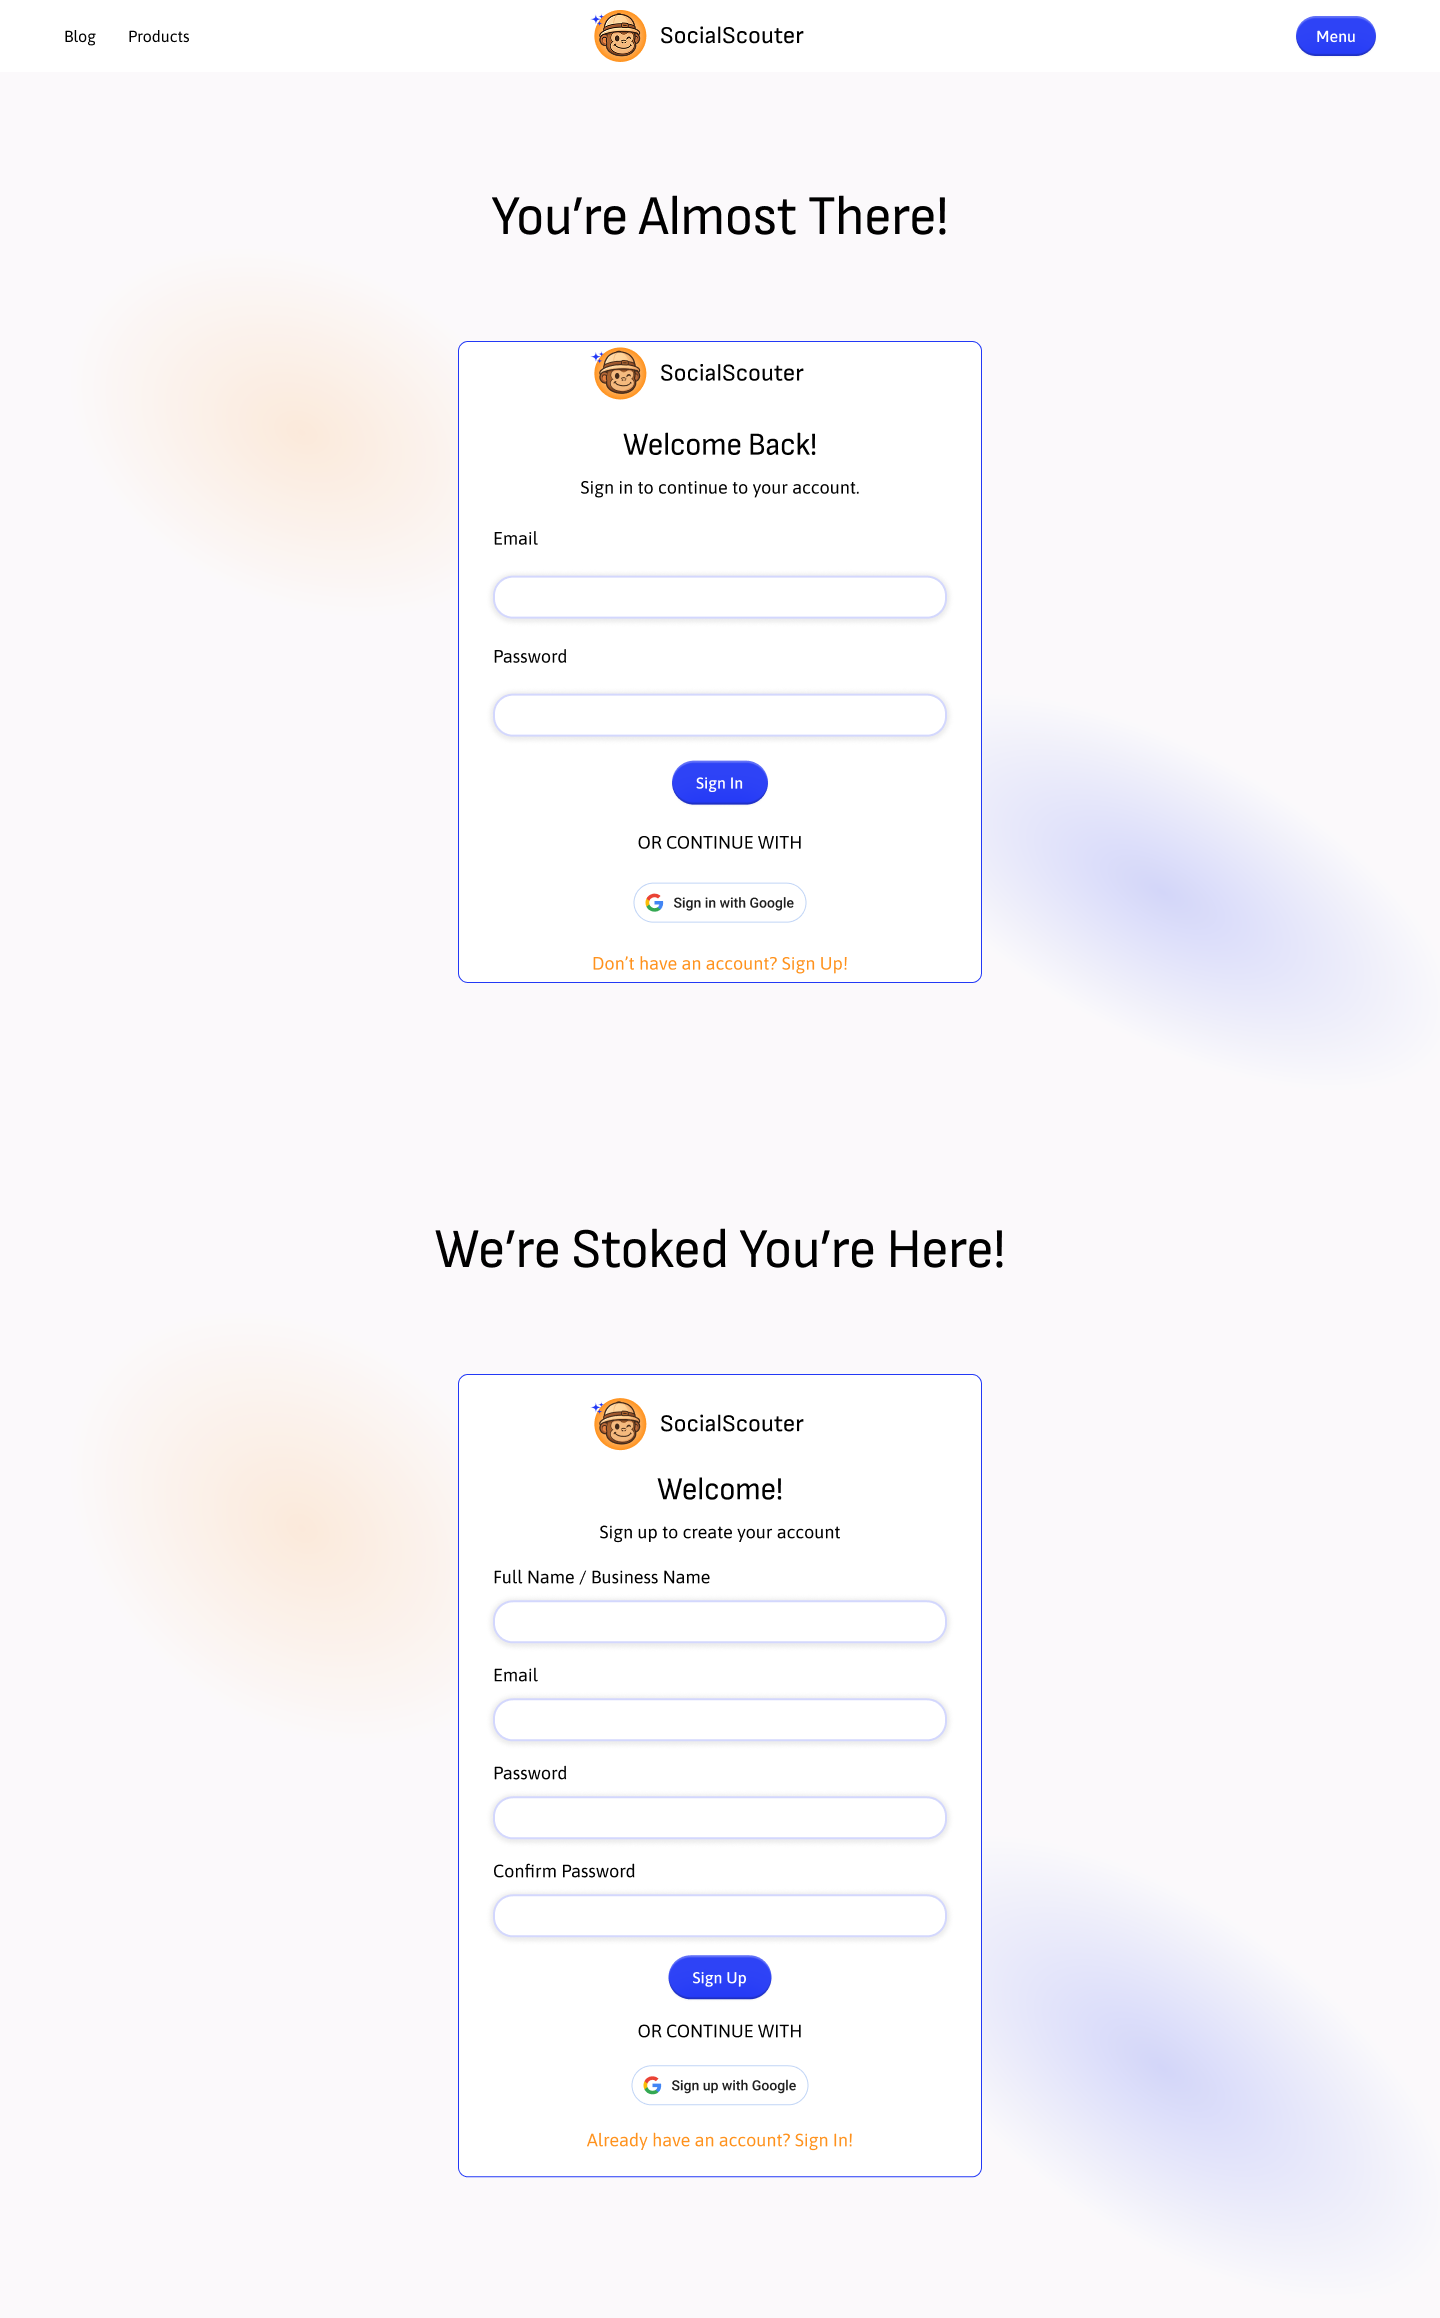 Blog Products SocialScouter Menu
You’re Almost There!
SocialScouter
Welcome Back!
Sign in to continue to your account.
Email
Password
Sign In
OR CONTINUE WITH
Sign in with Google
Don’t have an account? Sign Up!
We’re Stoked You’re Here!
SocialScouter
Welcome!
Sign up to create your account
Full Name / Business Name
Email
Password
Confirm Password
Sign Up
OR CONTINUE WITH
Sign up with Google
Already have an account? Sign In!